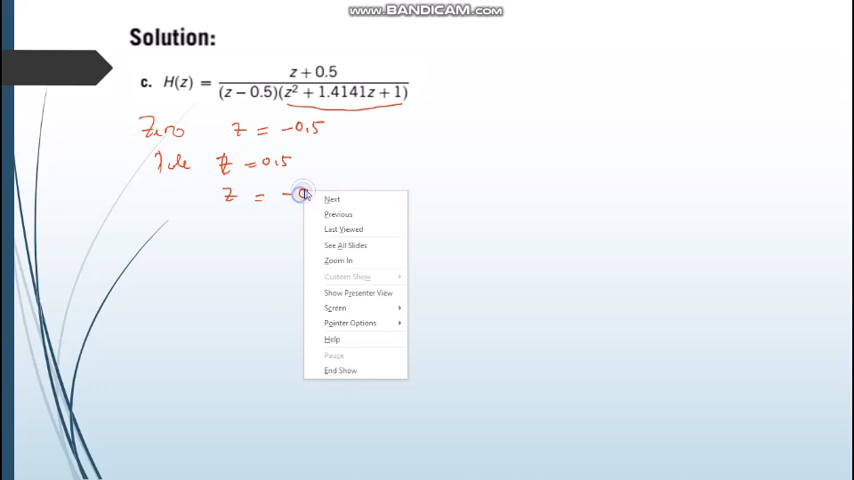 www.BANDICAM.com
Solution:
c. H(z) = z + 0.5 / (z − 0.5)(z² + 1.4141z + 1)
Zero z = -0.5
Pole z = 0.5
z = -0
Next
Previous
Last Viewed
See All Slides
Zoom In
Custom Show
Show Presenter View
Screen
Pointer Options
Help
Pause
End Show